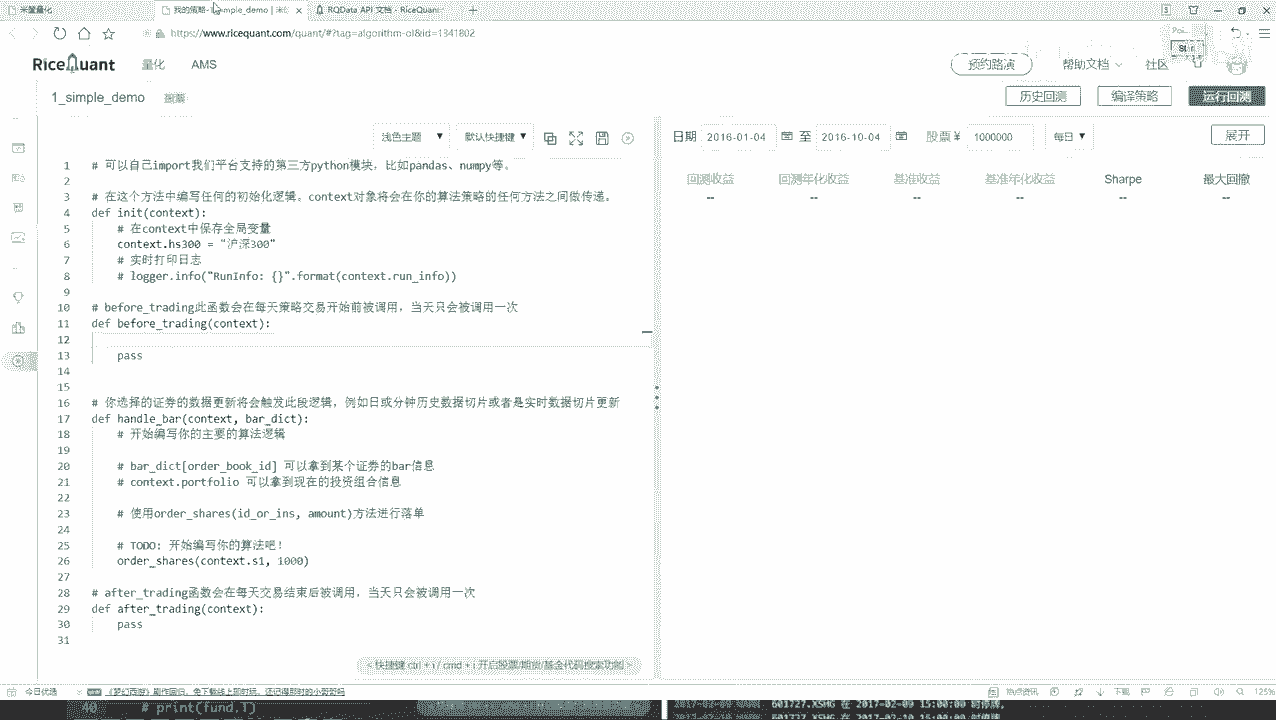 米筐量化
我的策略-1_simple_demo | 米
RQData API 文档 - RiceQuan
https://www.ricequant.com/quant/#?tag=algorithm-ol&id=1341802
RiceQuant
量化
AMS
预约路演
帮助文档
社区
1_simple_demo
股票
历史回测
编译策略
运行回测
浅色主题
默认快捷键
日期 2016-01-04 至 2016-10-04 股票¥ 1000000 每日
展开
回测收益 回测年化收益 基准收益 基准年化收益 Sharpe 最大回撤
-- -- -- -- -- --
1 # 可以自己import我们平台支持的第三方python模块，比如pandas、numpy等。
2
3 # 在这个方法中编写任何的初始化逻辑。context对象将会在你的算法策略的任何方法之间做传递。
4 def init(context):
5 # 在context中保存全局变量
6 context.hs300 = "沪深300"
7 # 实时打印日志
8 # logger.info("RunInfo: {}".format(context.run_info))
9
10 # before_trading此函数会在每天策略交易开始前被调用，当天只会被调用一次
11 def before_trading(context):
12
13 pass
14
15
16 # 你选择的证券的数据更新将会触发此段逻辑，例如日或分钟历史数据切片或者是实时数据切片更新
17 def handle_bar(context, bar_dict):
18 # 开始编写你的主要的算法逻辑
19
20 # bar_dict[order_book_id] 可以拿到某个证券的bar信息
21 # context.portfolio 可以拿到现在的投资组合信息
22
23 # 使用order_shares(id_or_ins, amount)方法进行落单
24
25 # TODO: 开始编写你的算法吧！
26 order_shares(context.s1, 1000)
27
28 # after_trading函数会在每天交易结束后被调用，当天只会被调用一次
29 def after_trading(context):
30 pass
31
快捷键 ctrl + i / cmd + i 开启股票/期货/基金代码搜索功能
今日优选
热点资讯
下载
125%
40 # print(fund.T)
601727.XSHG 在 2017-02-09 15:00:00 时停牌,
601727.XSHG 在 2017-02-10 15:00:00 时停牌,